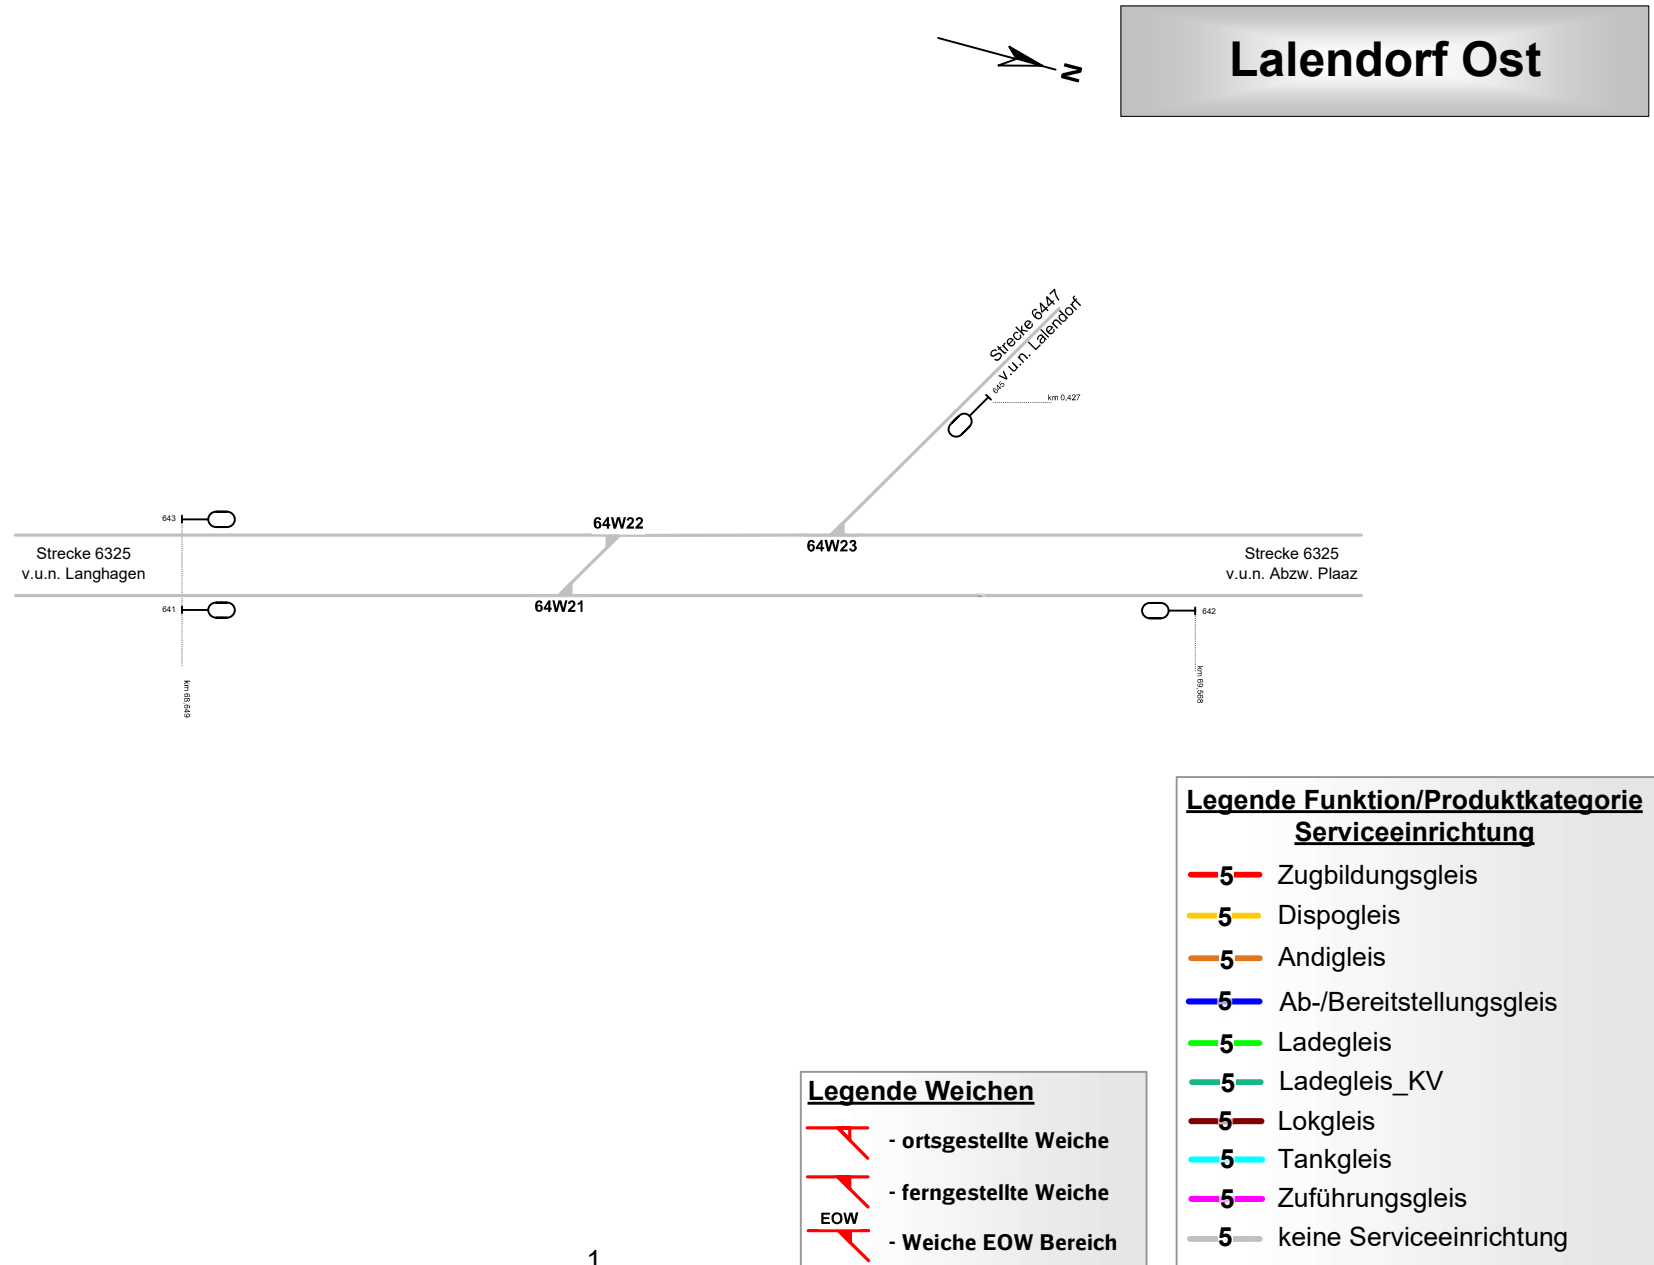 N
Lalendorf Ost
Strecke 6447
v.u.n. Lalendorf
645
km 0,427
643
64W22
64W23
Strecke 6325
v.u.n. Langhagen
Strecke 6325
v.u.n. Abzw. Plaaz
641
64W21
642
km 68,649
km 69,568
Legende Funktion/Produktkategorie
Serviceeinrichtung
5 Zugbildungsgleis
5 Dispogleis
5 Andigleis
5 Ab-/Bereitstellungsgleis
5 Ladegleis
5 Ladegleis_KV
5 Lokgleis
5 Tankgleis
5 Zuführungsgleis
5 keine Serviceeinrichtung
Legende Weichen
- ortsgestellte Weiche
- ferngestellte Weiche
EOW
- Weiche EOW Bereich
1